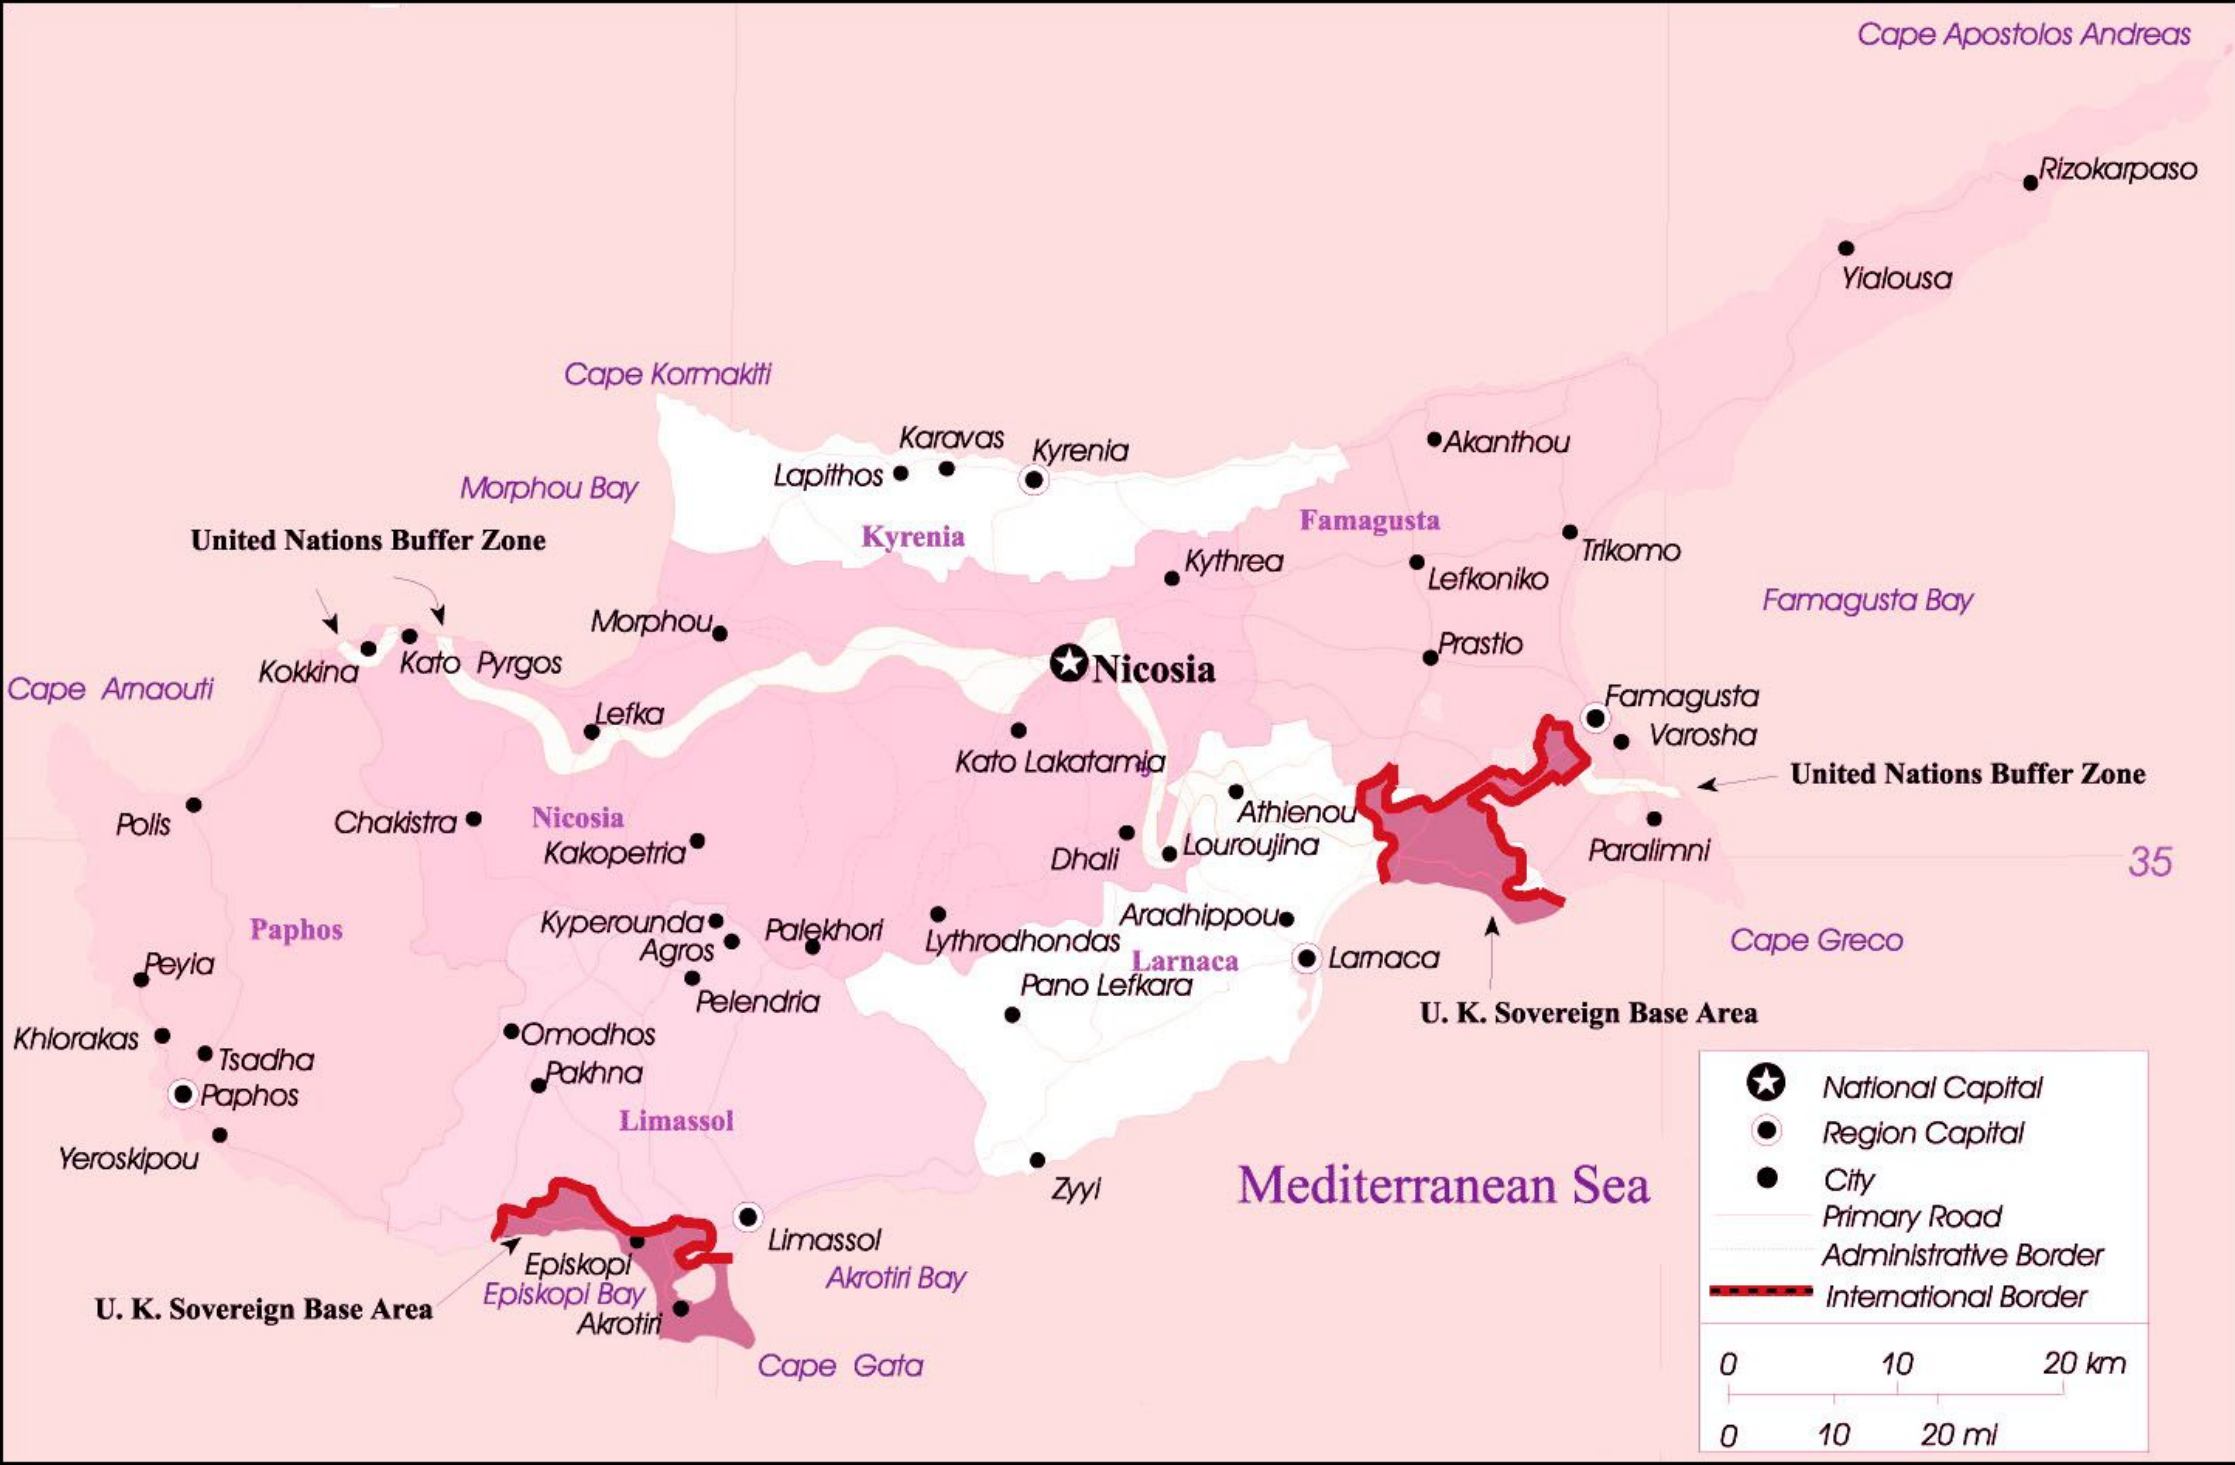 Cape Apostolos Andreas
Rizokarpaso
Yialousa
Cape Kormakiti
Karavas
Kyrenia
Lapithos
Akanthou
Morphou Bay
Kyrenia
Famagusta
United Nations Buffer Zone
Kythrea
Trikomo
Lefkoniko
Famagusta Bay
Morphou
Prastio
Kokkina
Kato Pyrgos
Nicosia
Cape Arnaouti
Famagusta
Lefka
Varosha
Kato Lakatamia
United Nations Buffer Zone
Polis
Chakistra
Nicosia
Athienou
Kakopetria
Dhali
Louroujina
Paralimni
35
Paphos
Kyperounda
Palekhori
Lythrodhondas
Aradhippou
Cape Greco
Agros
Larnaca
Larnaca
Peyia
Pano Lefkara
Pelendria
U. K. Sovereign Base Area
Khlorakas
Omodhos
Tsadha
Pakhna
Paphos
Limassol
Yeroskipou
Zyyi
Mediterranean Sea
Limassol
Episkopi
Akrotiri Bay
Episkopi Bay
U. K. Sovereign Base Area
Akrotiri
Cape Gata
National Capital
Region Capital
City
Primary Road
Administrative Border
International Border
0 10 20 km
0 10 20 mi